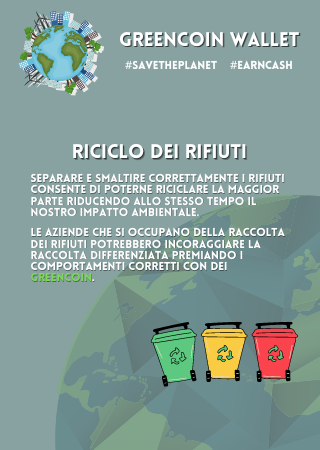 GREENCOIN WALLET
#SAVETHEPLANET #EARNCASH
RICICLO DEI RIFIUTI
SEPARARE E SMALTIRE CORRETTAMENTE I RIFIUTI
CONSENTE DI POTERNE RICICLARE LA MAGGIOR
PARTE RIDUCENDO ALLO STESSO TEMPO IL
NOSTRO IMPATTO AMBIENTALE.
LE AZIENDE CHE SI OCCUPANO DELLA RACCOLTA
DEI RIFIUTI POTREBBERO INCORAGGIARE LA
RACCOLTA DIFFERENZIATA PREMIANDO I
COMPORTAMENTI CORRETTI CON DEI
GREENCOIN.